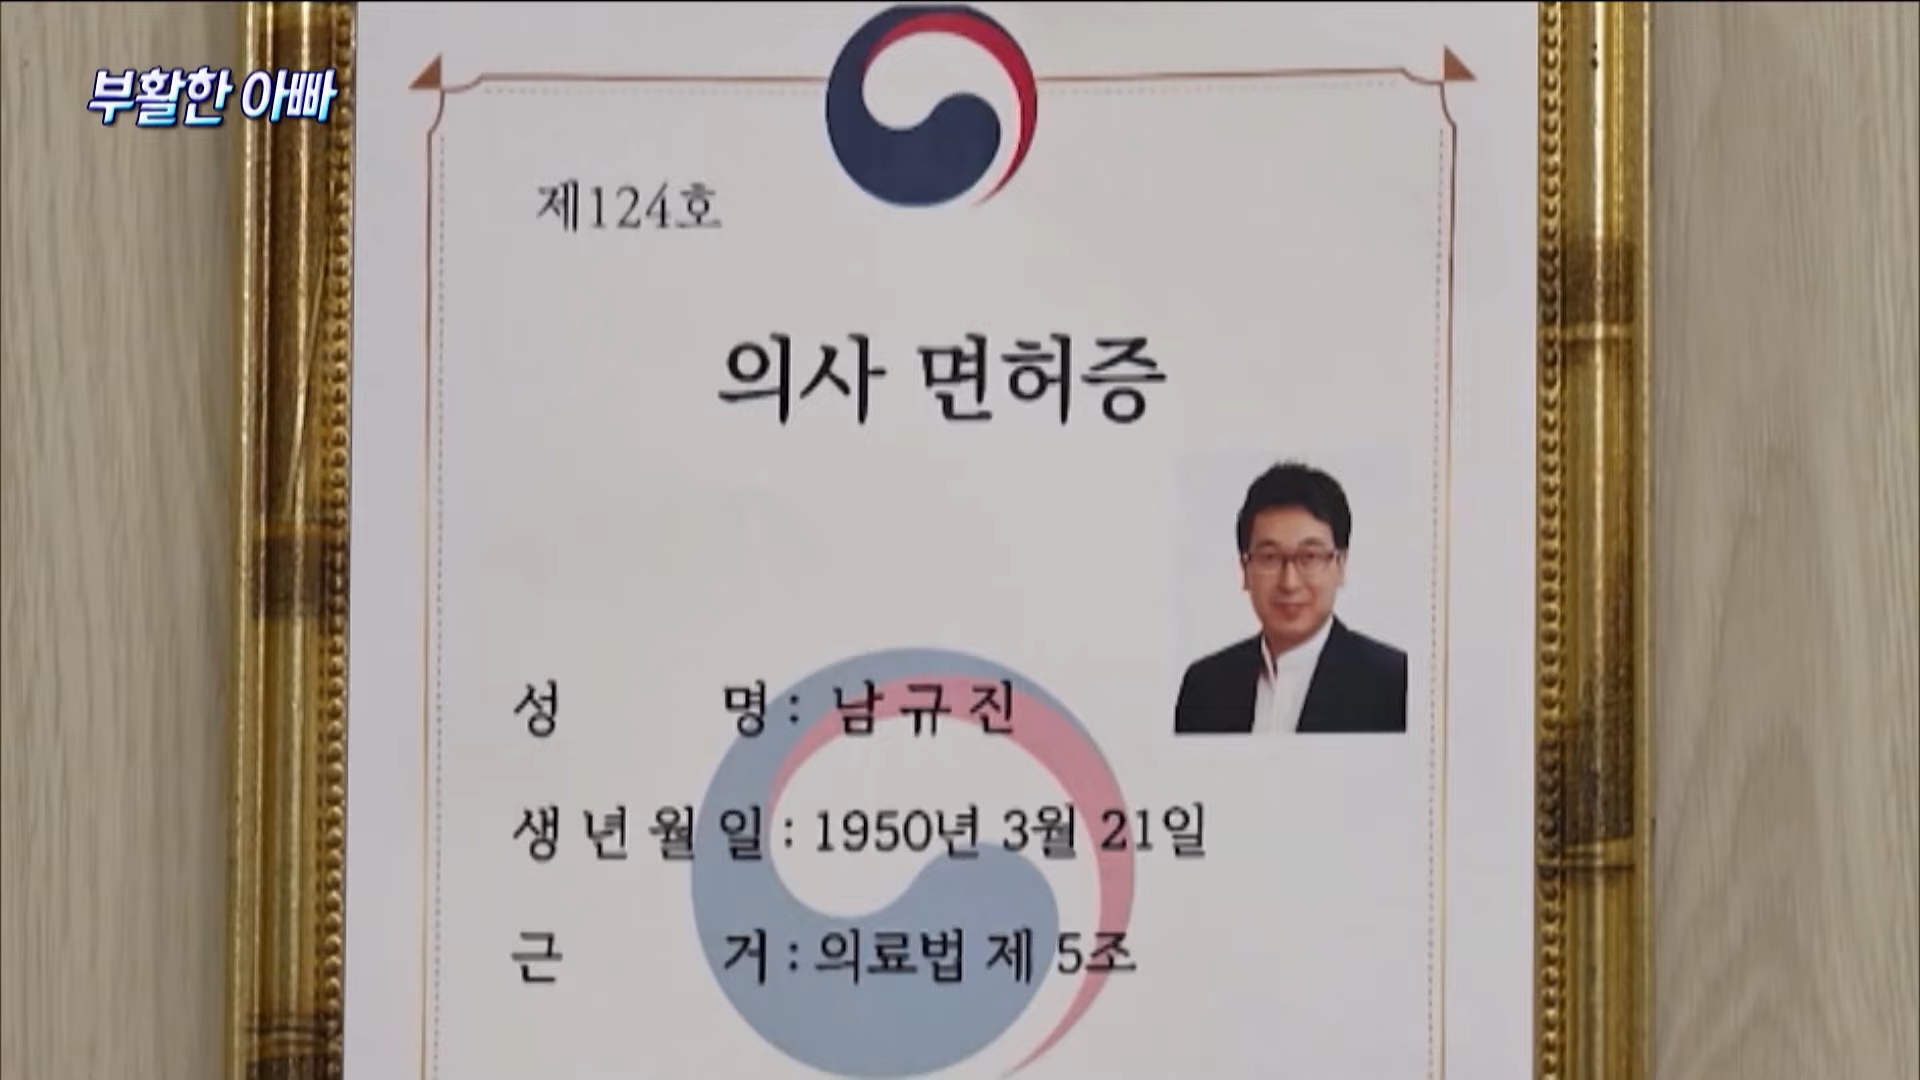 부활한 아빠
제124호
의사 면허증
성 명 : 남 규 진
생 년 월 일 : 1950년 3월 21일
근 거 : 의료법 제 5조